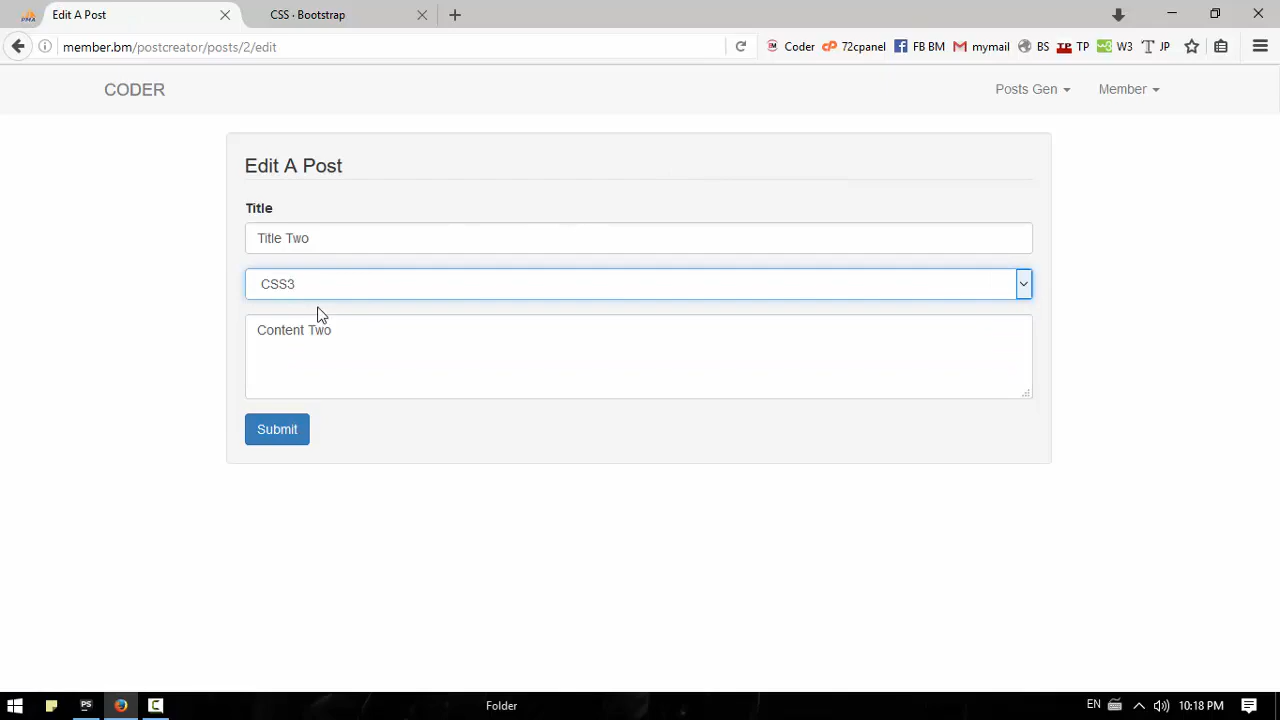 Edit A Post
CSS · Bootstrap
member.bm/postcreator/posts/2/edit
Coder
72cpanel
FB BM
mymail
BS
TP
W3
JP
CODER
Posts Gen
Member
Edit A Post
Title
Title Two
CSS3
Content Two
Submit
Folder
EN
10:18 PM